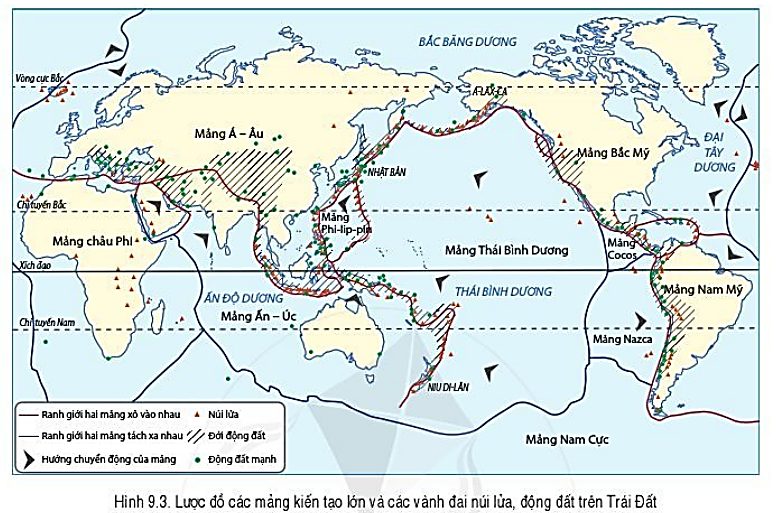 BẮC BĂNG DƯƠNG
Vòng cực Bắc
A-LAX-CA
Mảng Á – Âu
Mảng Bắc Mỹ
ĐẠI
TÂY
DƯƠNG
NHẬT BẢN
Chí tuyến Bắc
Mảng
Phi-lip-pin
Mảng châu Phi
Mảng Thái Bình Dương
Mảng
Cocos
Xích đạo
ẤN ĐỘ DƯƠNG
THÁI BÌNH DƯƠNG
Mảng Nam Mỹ
Mảng Ấn – Úc
Chí tuyến Nam
Mảng Nazca
NIU DI-LÂN
Ranh giới hai mảng xô vào nhau
Núi lửa
Ranh giới hai mảng tách xa nhau
Đới động đất
Hướng chuyển động của mảng
Động đất mạnh
Mảng Nam Cực
Hình 9.3. Lược đồ các mảng kiến tạo lớn và các vành đai núi lửa, động đất trên Trái Đất